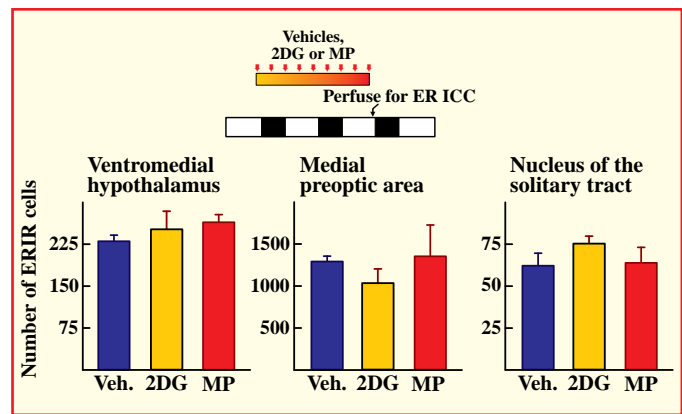 Vehicles,
2DG or MP
Perfuse for ER ICC
Number of ERIR cells
Ventromedial
hypothalamus
225
150
75
Veh. 2DG MP
Medial
preoptic area
1500
1000
500
Veh. 2DG MP
Nucleus of the
solitary tract
75
50
25
Veh. 2DG MP